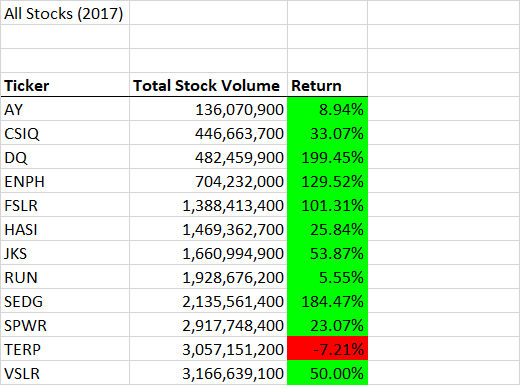 All Stocks (2017)
Ticker Total Stock Volume Return
AY 136,070,900 8.94%
CSIQ 446,663,700 33.07%
DQ 482,459,900 199.45%
ENPH 704,232,000 129.52%
FSLR 1,388,413,400 101.31%
HASI 1,469,362,700 25.84%
JKS 1,660,994,900 53.87%
RUN 1,928,676,200 5.55%
SEDG 2,135,561,400 184.47%
SPWR 2,917,748,400 23.07%
TERP 3,057,151,200 -7.21%
VSLR 3,166,639,100 50.00%